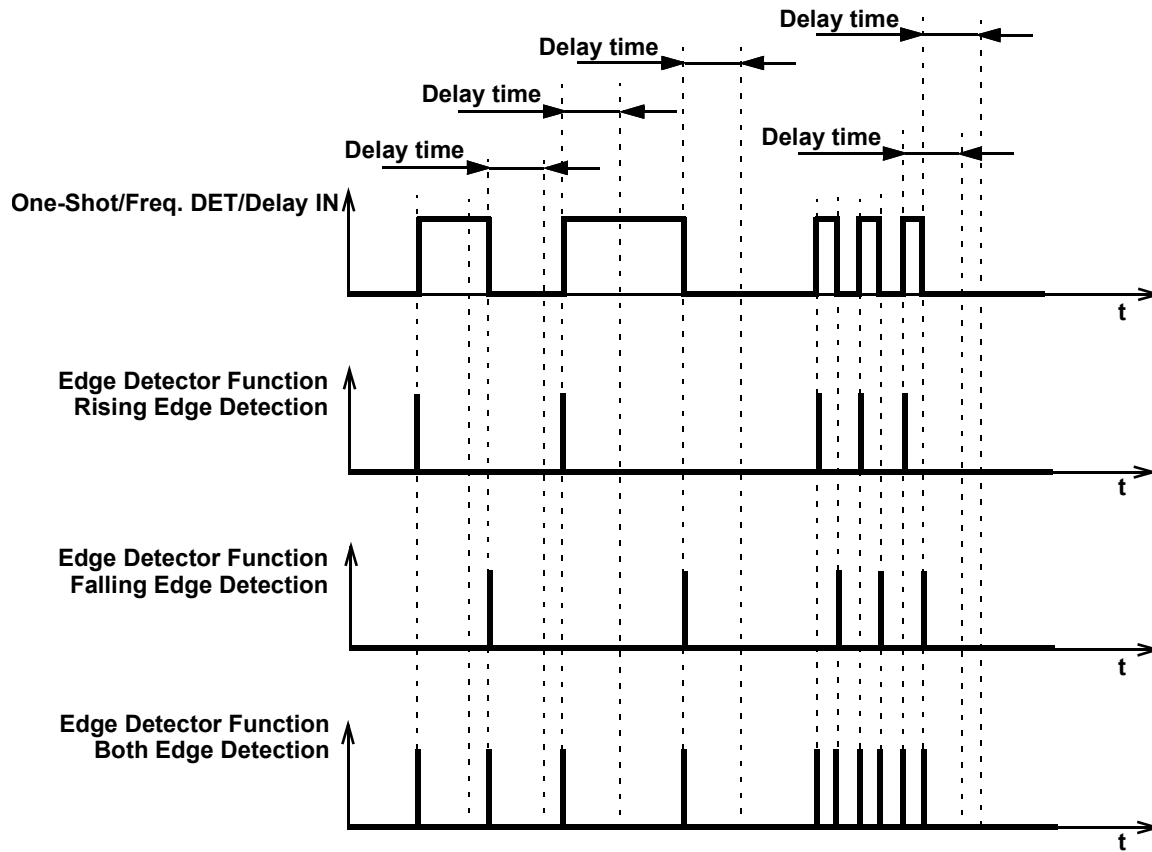 Delay time
Delay time
Delay time
Delay time
Delay time
One-Shot/Freq. DET/Delay IN
t
Edge Detector Function
Rising Edge Detection
t
Edge Detector Function
Falling Edge Detection
t
Edge Detector Function
Both Edge Detection
t